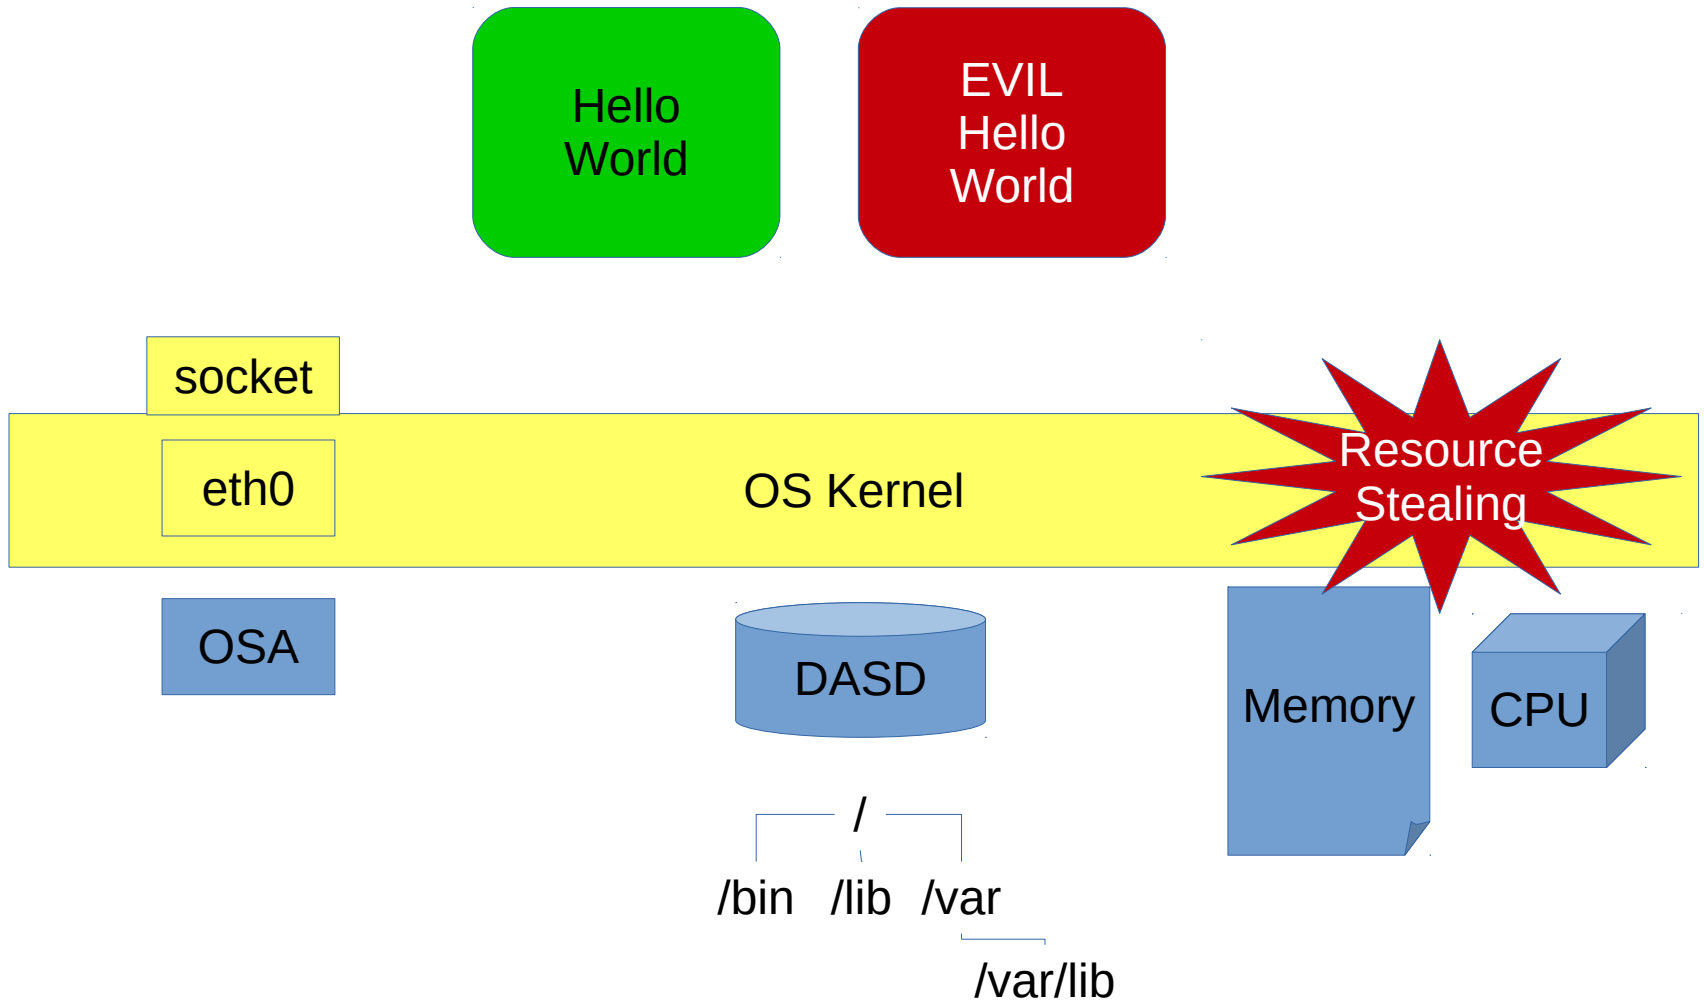 Hello
World
EVIL
Hello
World
socket
eth0
OS Kernel
Resource
Stealing
OSA
DASD
Memory
CPU
/
/bin /lib /var
/var/lib